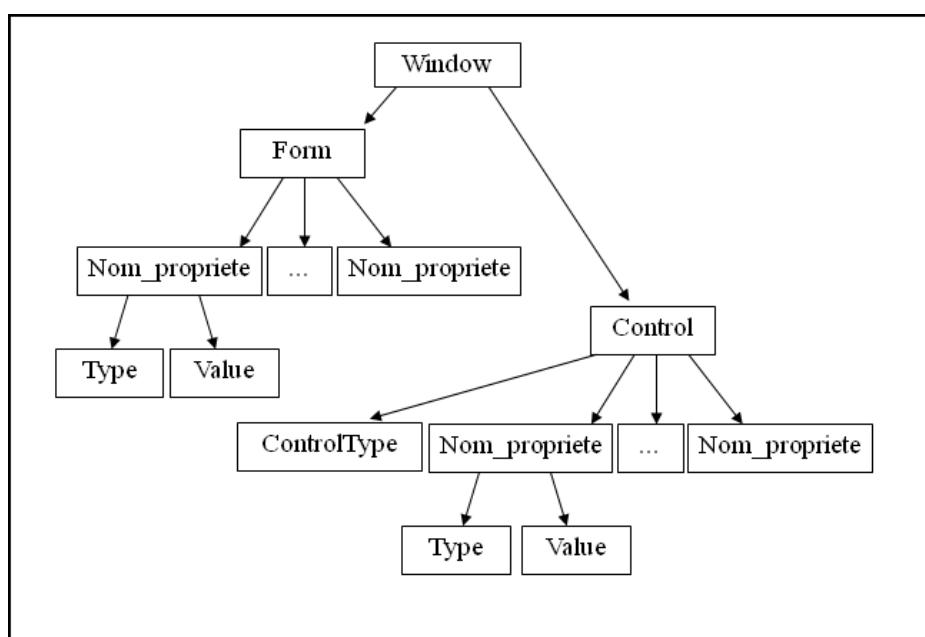 Window
Form
Nom_propriete
...
Nom_propriete
Control
Type
Value
ControlType
Nom_propriete
...
Nom_propriete
Type
Value